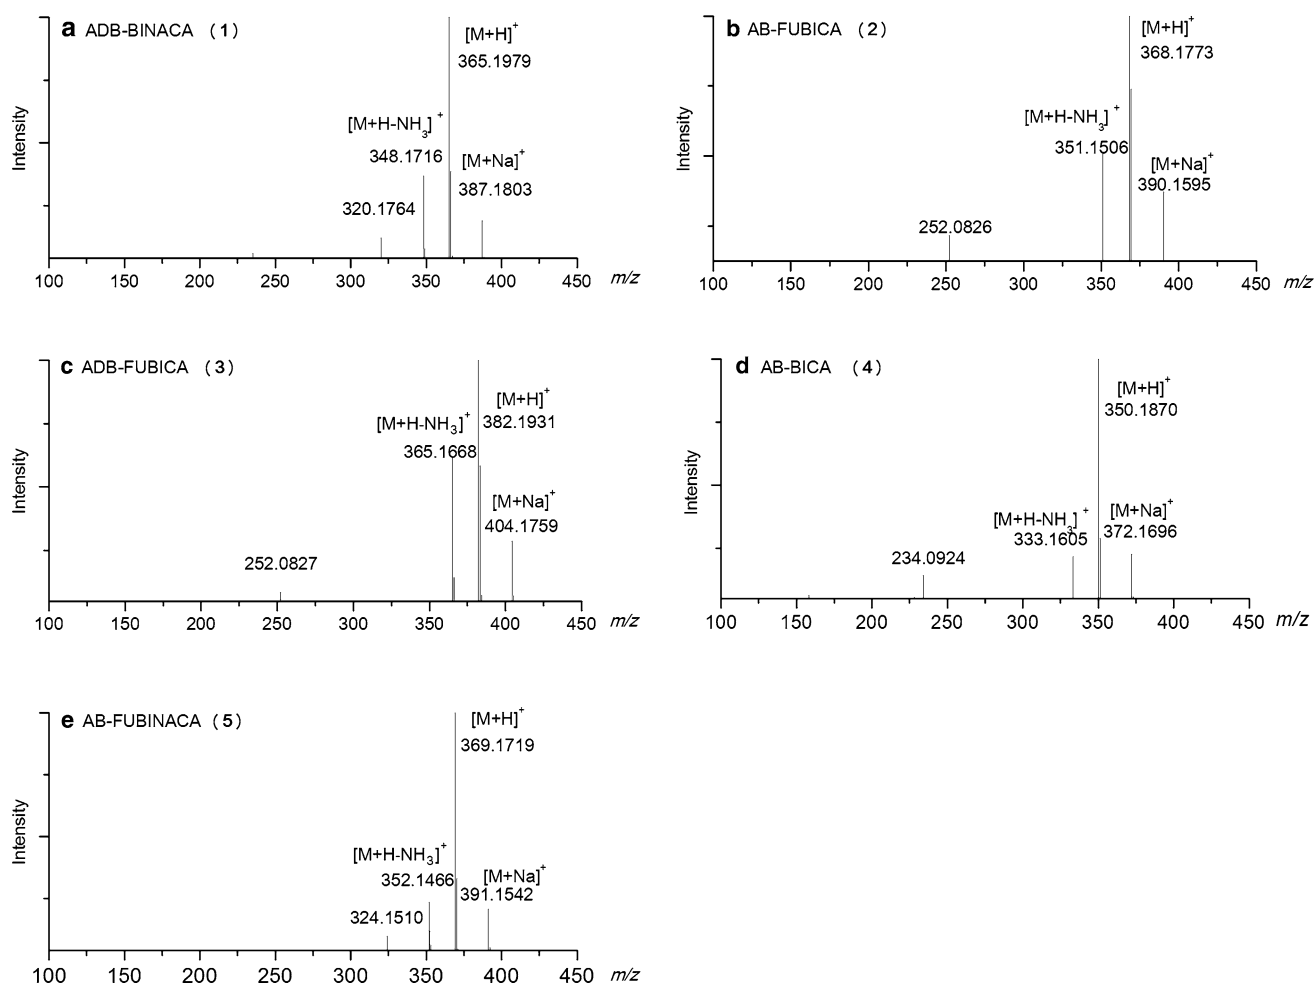 a ADB-BINACA (1)
[M+H]+
365.1979
[M+H-NH3]+
348.1716
[M+Na]+
387.1803
320.1764
Intensity
100 150 200 250 300 350 400 450 m/z
b AB-FUBICA (2)
[M+H]+
368.1773
[M+H-NH3]+
351.1506
[M+Na]+
390.1595
252.0826
Intensity
100 150 200 250 300 350 400 450 m/z
c ADB-FUBICA (3)
[M+H]+
382.1931
[M+H-NH3]+
365.1668
[M+Na]+
404.1759
252.0827
Intensity
100 150 200 250 300 350 400 450 m/z
d AB-BICA (4)
[M+H]+
350.1870
[M+H-NH3]+
333.1605
[M+Na]+
372.1696
234.0924
Intensity
100 150 200 250 300 350 400 450 m/z
e AB-FUBINACA (5)
[M+H]+
369.1719
[M+H-NH3]+
352.1466
[M+Na]+
391.1542
324.1510
Intensity
100 150 200 250 300 350 400 450 m/z